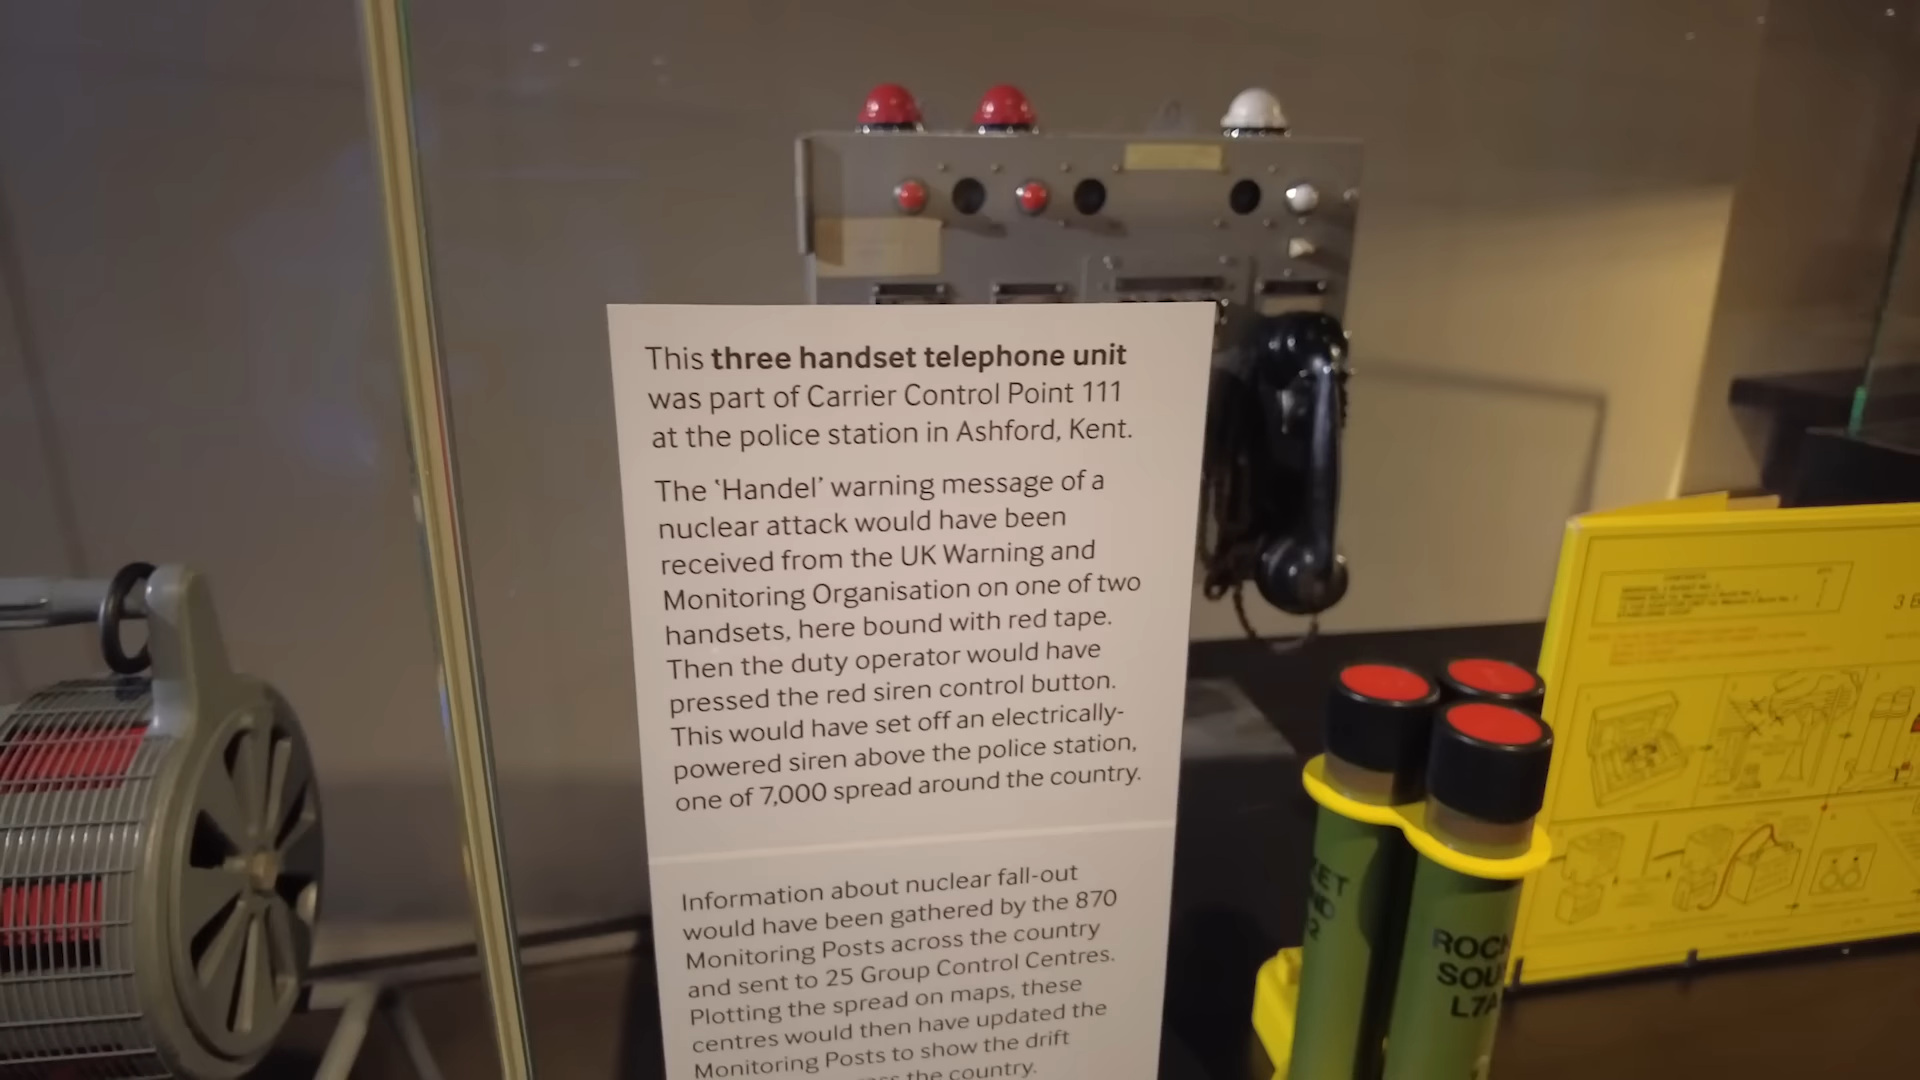 This three handset telephone unit
was part of Carrier Control Point 111
at the police station in Ashford, Kent.
The ‘Handel’ warning message of a
nuclear attack would have been
received from the UK Warning and
Monitoring Organisation on one of two
handsets, here bound with red tape.
Then the duty operator would have
pressed the red siren control button.
This would have set off an electrically-
powered siren above the police station,
one of 7,000 spread around the country.
Information about nuclear fall-out
would have been gathered by the 870
Monitoring Posts across the country
and sent to 25 Group Control Centres.
Plotting the spread on maps, these
centres would then have updated the
Monitoring Posts to show the drift
the country.
ROCK
SOU
L7A
3 B